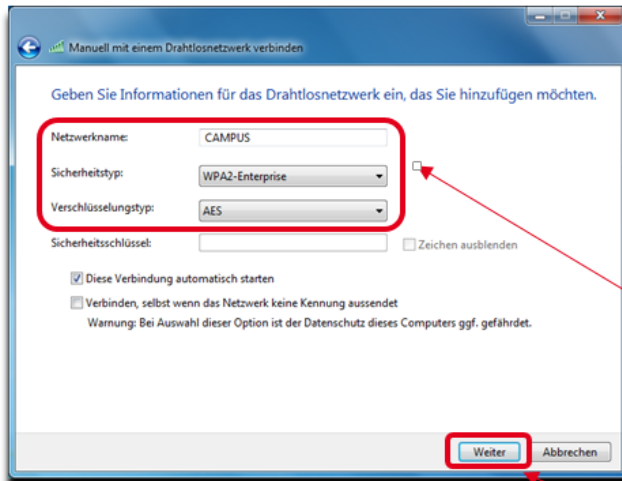 Manuell mit einem Drahtlosnetzwerk verbinden
Geben Sie Informationen für das Drahtlosnetzwerk ein, das Sie hinzufügen möchten.
Netzwerkname: CAMPUS
Sicherheitstyp: WPA2-Enterprise
Verschlüsselungstyp: AES
Sicherheitsschlüssel: Zeichen ausblenden
Diese Verbindung automatisch starten
Verbinden, selbst wenn das Netzwerk keine Kennung aussendet
Warnung: Bei Auswahl dieser Option ist der Datenschutz dieses Computers ggf. gefährdet.
Weiter Abbrechen